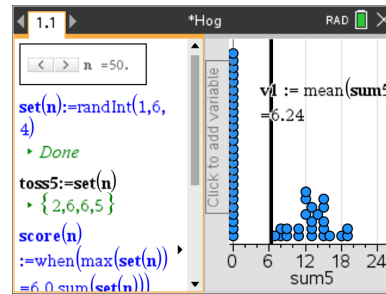 1.1
*Hog
RAD
n =50.
set(n):=randInt(1,6,
4)
Done
toss5:=set(n)
{2,6,6,5}
score(n)
:=when(max(set(n))
=6,0,sum(set(n)))
Click to add variable
v1 := mean(sum5
=6.24
0 6 12 18 24
sum5